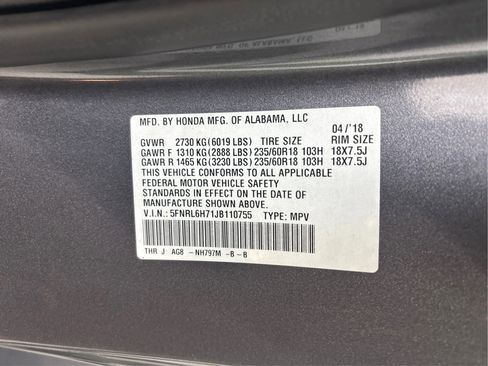 MFD. BY HONDA MFG. OF ALABAMA, LLC 04/'18
GVWR 2730 KG(6019 LBS) TIRE SIZE RIM SIZE
GAWR F 1310 KG(2888 LBS)235/60R18 103H 18X7.5J
GAWR R 1465 KG(3230 LBS)235/60R18 103H 18X7.5J
THIS VEHICLE CONFORMS TO ALL APPLICABLE
FEDERAL MOTOR VEHICLE SAFETY
STANDARDS IN EFFECT ON THE DATE OF
MANUFACTURE SHOWN ABOVE.
V.I.N.: 5FNRL6H71JB110755 TYPE: MPV
THR J AG8 -NH797M -B-B